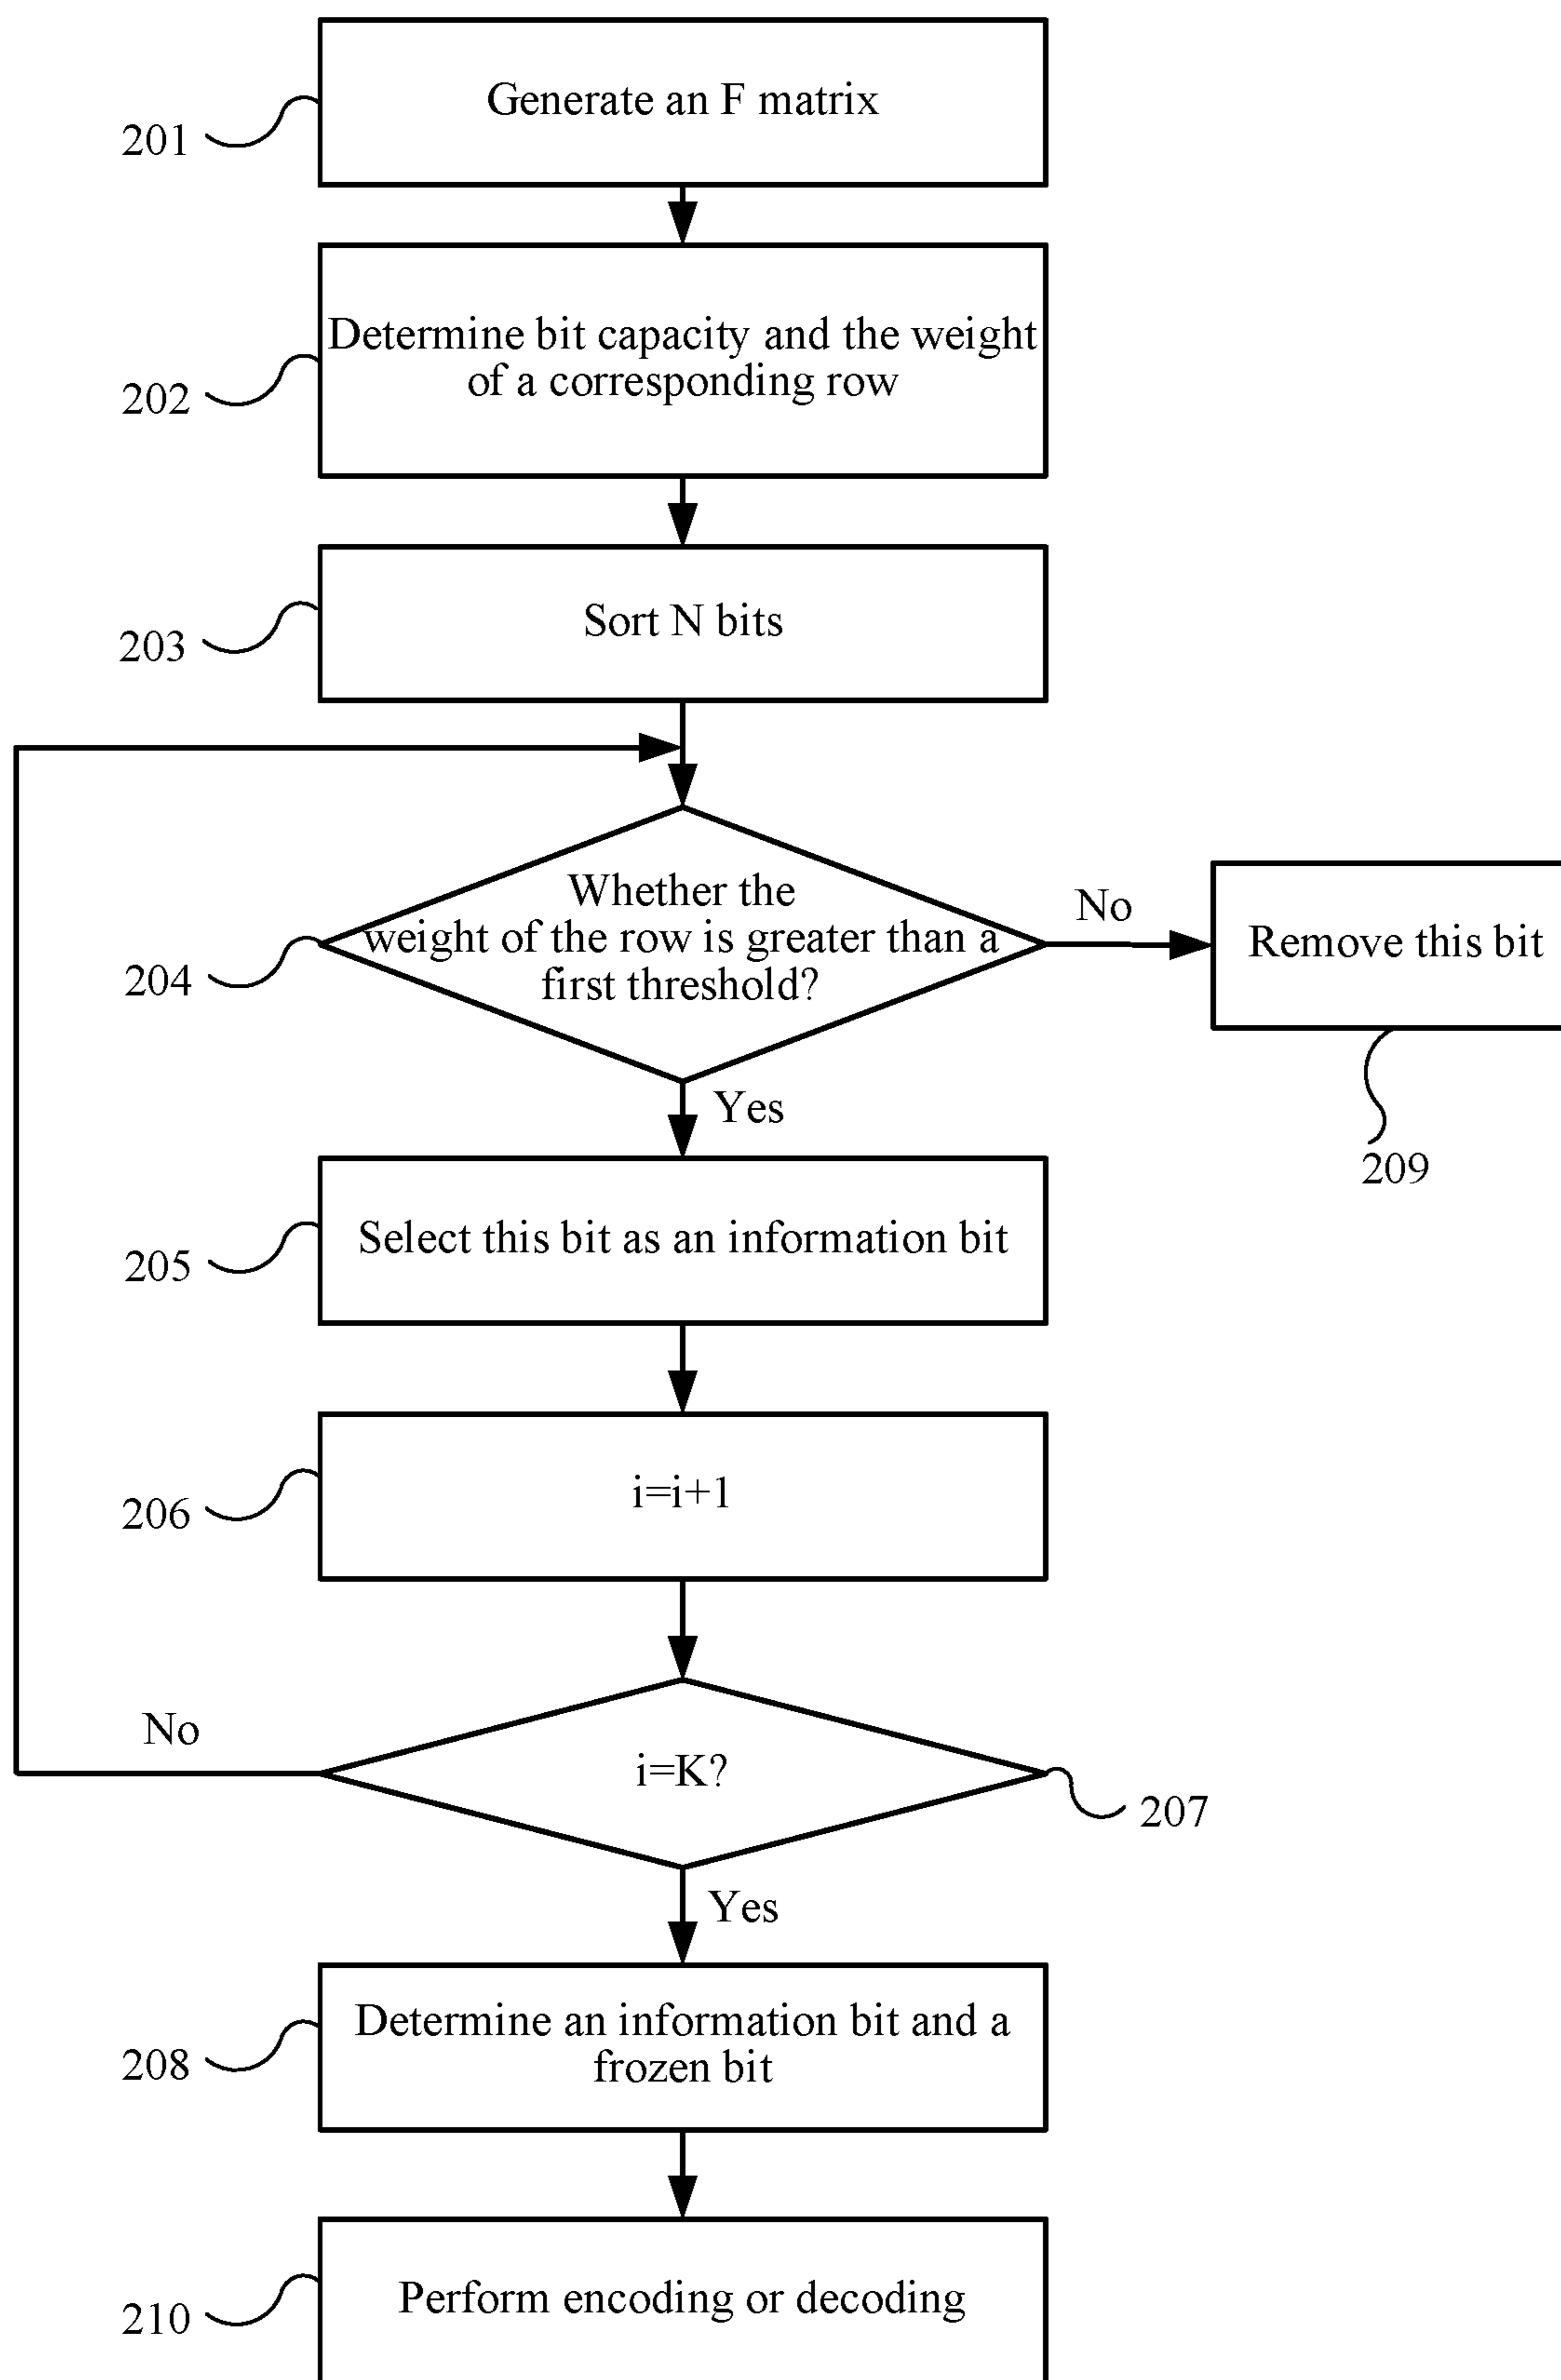 Generate an F matrix
201
Determine bit capacity and the weight
of a corresponding row
202
Sort N bits
203
Whether the
weight of the row is greater than a
first threshold?
204
No
Remove this bit
209
Yes
Select this bit as an information bit
205
i=i+1
206
No
i=K?
207
Yes
Determine an information bit and a
frozen bit
208
Perform encoding or decoding
210